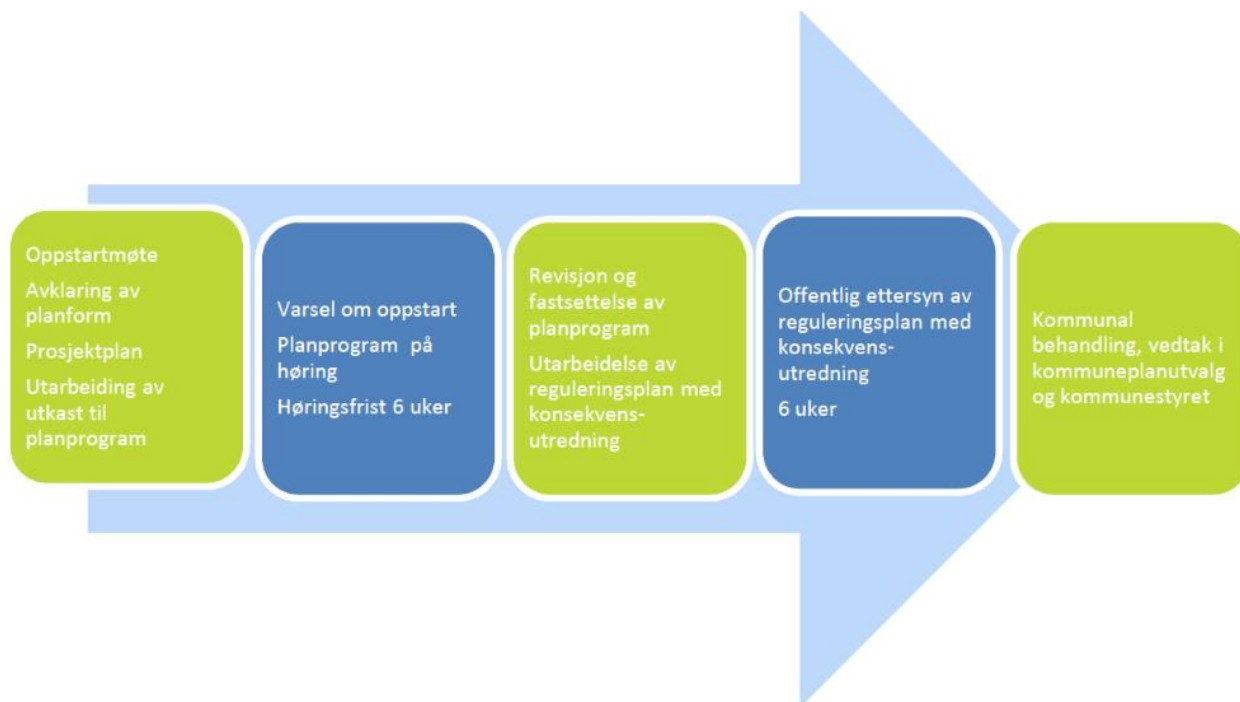 Oppstartmøte
Avklaring av
planform
Prosjektplan
Utarbeiding av
utkast til
planprogram
Varsel om oppstart
Planprogram på
høring
Høringsfrist 6 uker
Revisjon og
fastsettelse av
planprogram
Utarbeidelse av
reguleringsplan med
konsekvens-
utredning
Offentlig ettersyn av
reguleringsplan med
konsekvens-
utredning
6 uker
Kommunal
behandling, vedtak i
kommuneplanutvalg
og kommunestyret